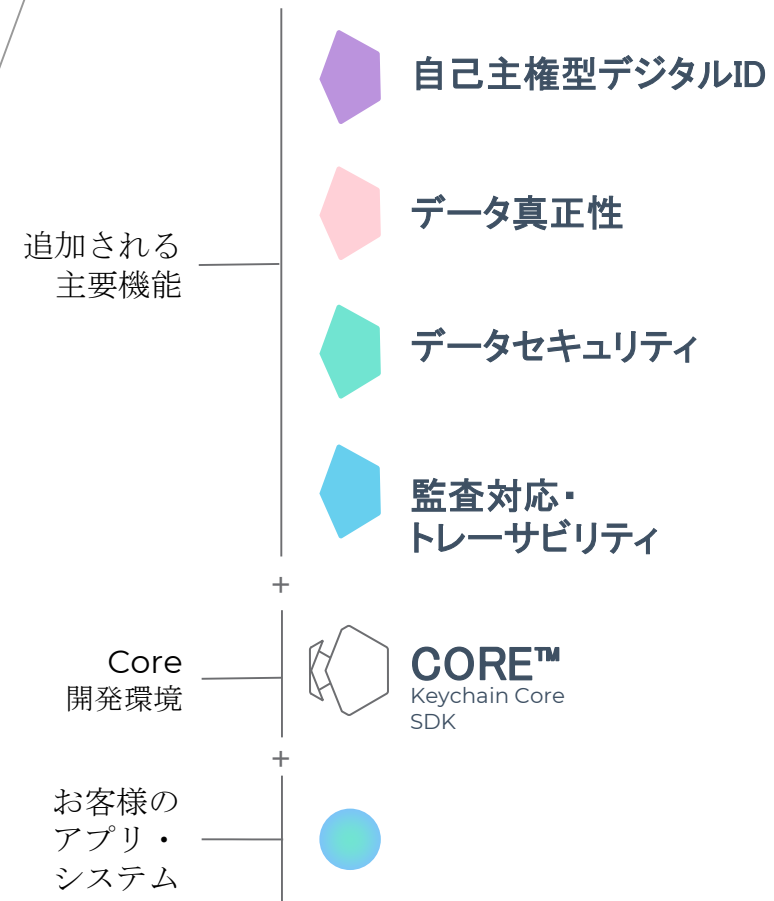 自己主権型デジタルID
データ真正性
追加される
主要機能
データセキュリティ
監査対応・
トレーサビリティ
+
Core
開発環境
CORE™
Keychain Core
SDK
+
お客様の
アプリ・
システム